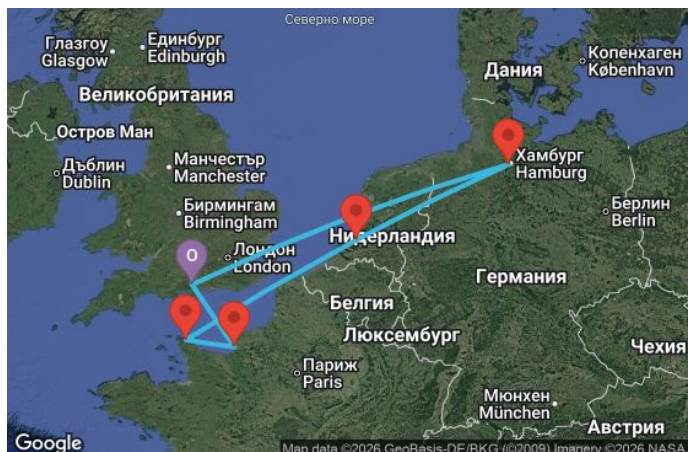 Северно море
Глазгоу
Glasgow
Единбург
Edinburgh
Копенхаген
København
Дания
Великобритания
Остров Ман
Дъблин
Dublin
Манчестър
Manchester
Хамбург
Hamburg
Бирмингам
Birmingham
Берлин
Berlin
O
Лондон
London
Нидерландия
Германия
Белгия
Люксембург
Чехия
Париж
Paris
Мюнхен
München
Австрия
Google
Map data ©2026 GeoBasis-DE/BKG (©2009) Imagery ©2026 NASA